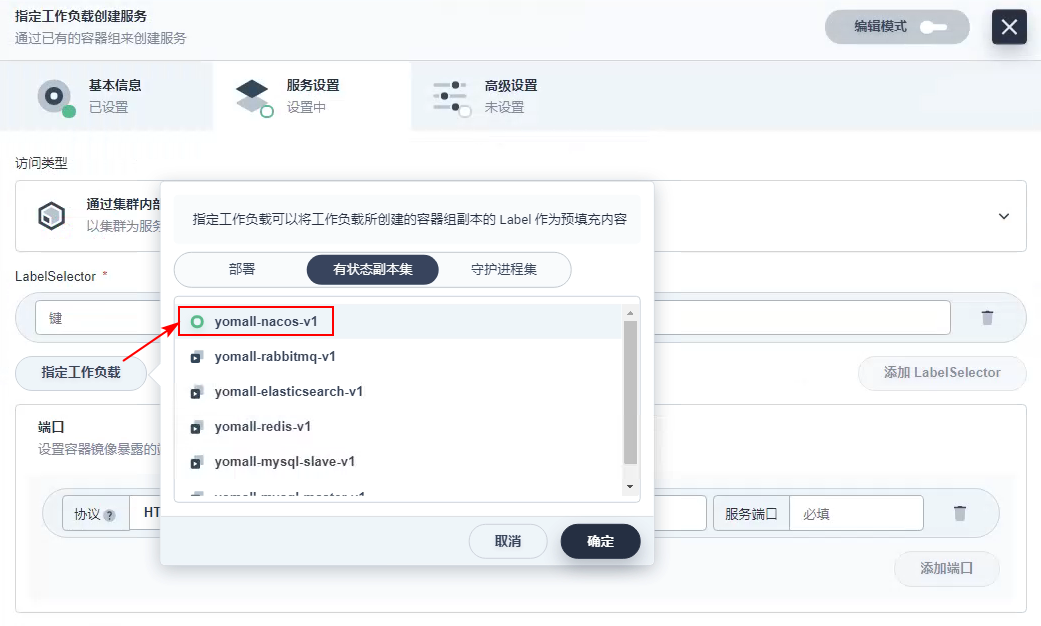 指定工作负载创建服务
通过已有的容器组来创建服务
编辑模式
基本信息
已设置
服务设置
设置中
高级设置
未设置
访问类型
通过集群内部
以集群为服务
指定工作负载可以将工作负载所创建的容器组副本的 Label 作为预填充内容
部署
有状态副本集
守护进程集
LabelSelector *
键
yomall-nacos-v1
yomall-rabbitmq-v1
yomall-elasticsearch-v1
yomall-redis-v1
yomall-mysql-slave-v1
yomall-mysql-master-v1
指定工作负载
添加 LabelSelector
端口
设置容器镜像暴露的
协议 ?
HT
服务端口
必填
取消
确定
添加端口